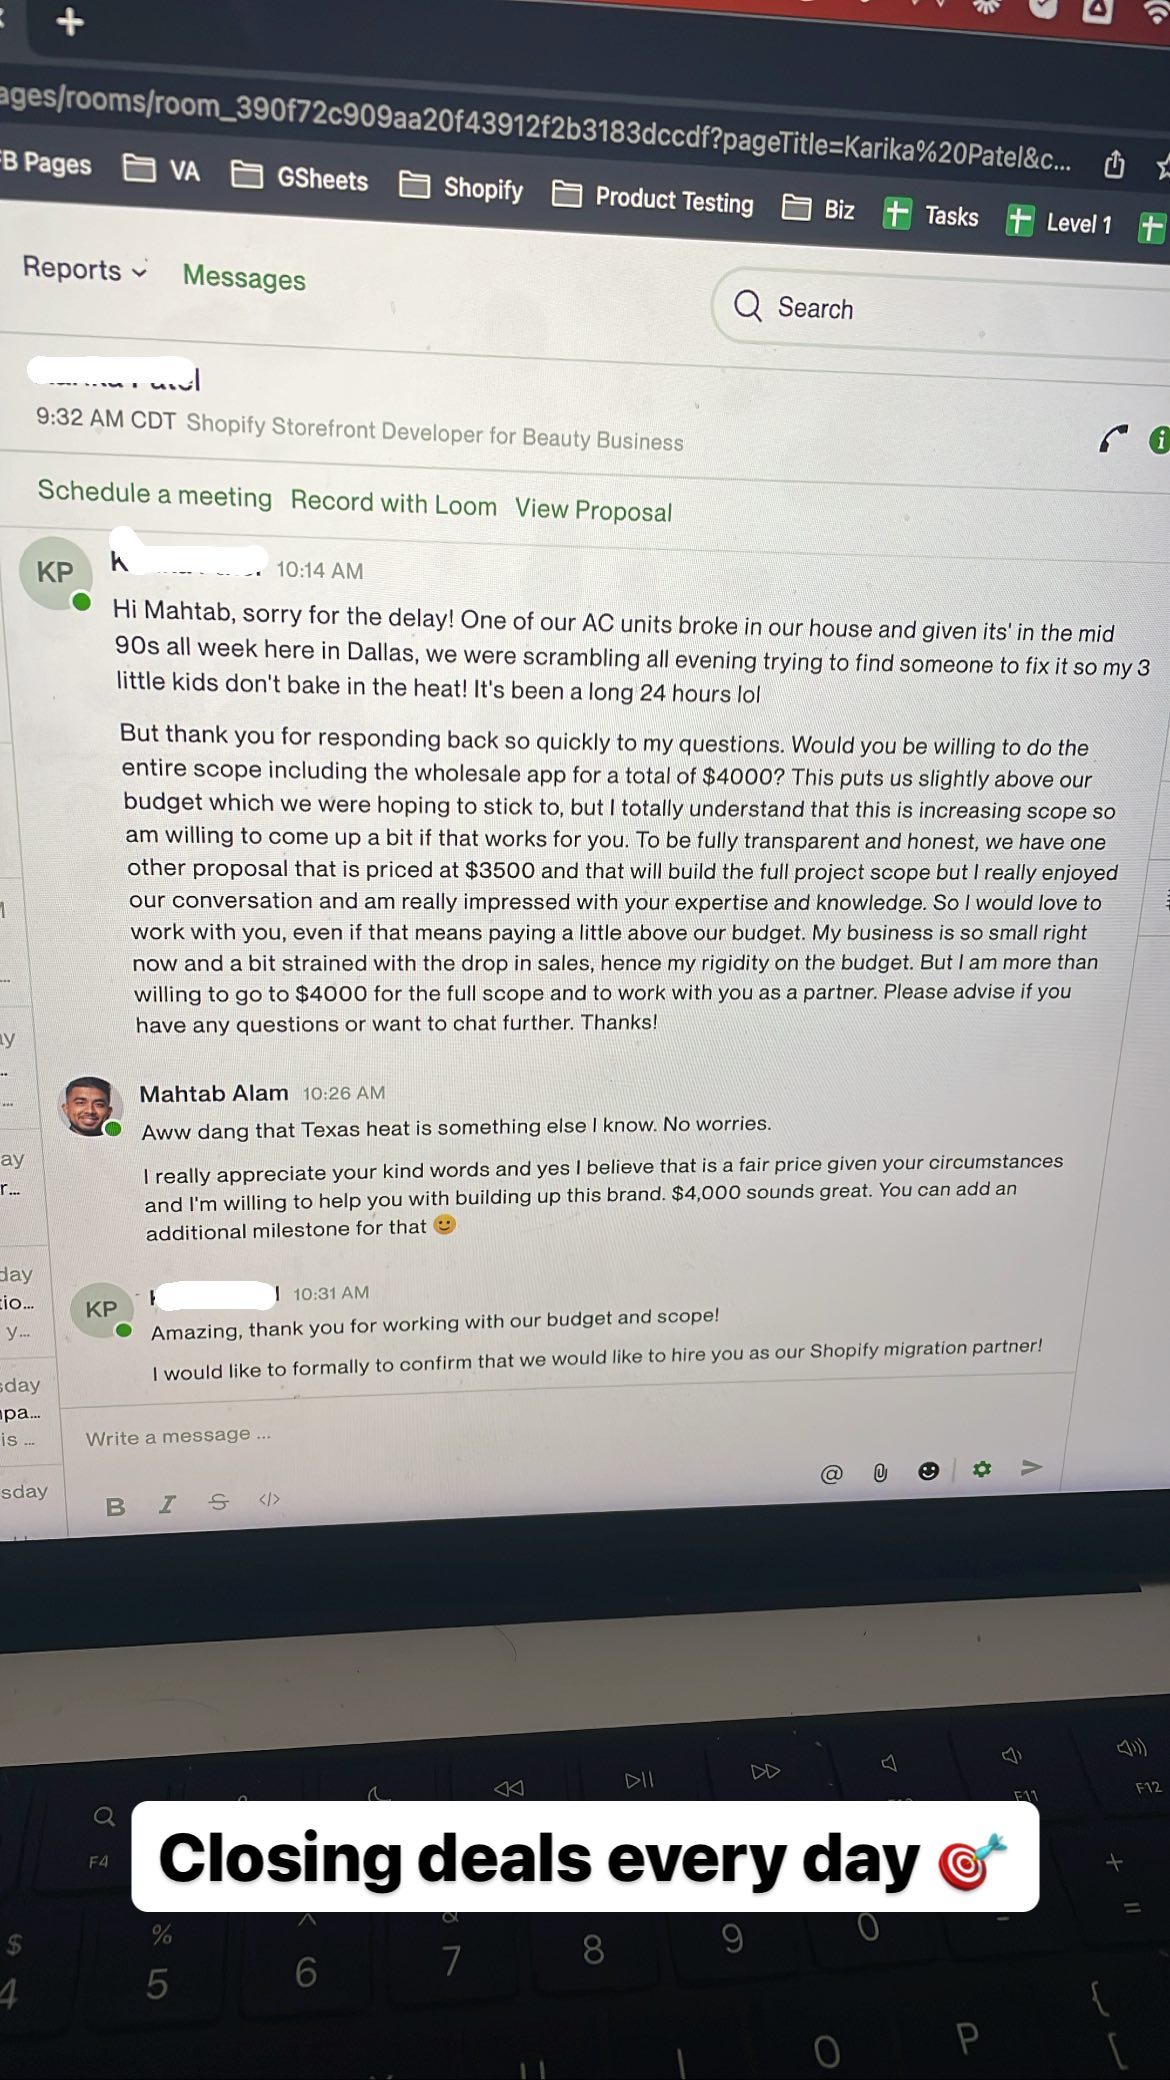 ages/rooms/room_390f72c909aa20f43912f2b3183dccdf?pageTitle=Karika%20Patel&c...
B Pages VA GSheets Shopify Product Testing Biz Tasks Level 1
Reports Messages
Search
9:32 AM CDT Shopify Storefront Developer for Beauty Business
Schedule a meeting Record with Loom View Proposal
KP 10:14 AM
Hi Mahtab, sorry for the delay! One of our AC units broke in our house and given its' in the mid
90s all week here in Dallas, we were scrambling all evening trying to find someone to fix it so my 3
little kids don't bake in the heat! It's been a long 24 hours lol
But thank you for responding back so quickly to my questions. Would you be willing to do the
entire scope including the wholesale app for a total of $4000? This puts us slightly above our
budget which we were hoping to stick to, but I totally understand that this is increasing scope so
am willing to come up a bit if that works for you. To be fully transparent and honest, we have one
other proposal that is priced at $3500 and that will build the full project scope but I really enjoyed
our conversation and am really impressed with your expertise and knowledge. So I would love to
work with you, even if that means paying a little above our budget. My business is so small right
now and a bit strained with the drop in sales, hence my rigidity on the budget. But I am more than
willing to go to $4000 for the full scope and to work with you as a partner. Please advise if you
have any questions or want to chat further. Thanks!
Mahtab Alam 10:26 AM
Aww dang that Texas heat is something else I know. No worries.
I really appreciate your kind words and yes I believe that is a fair price given your circumstances
and I'm willing to help you with building up this brand. $4,000 sounds great. You can add an
additional milestone for that 🙂
KP 10:31 AM
Amazing, thank you for working with our budget and scope!
I would like to formally to confirm that we would like to hire you as our Shopify migration partner!
Write a message ...
B I S </>
F4 F11 F12
Closing deals every day 🎯
$ % ^ & - + =
4 5 6 7 8 9 0
O P { [